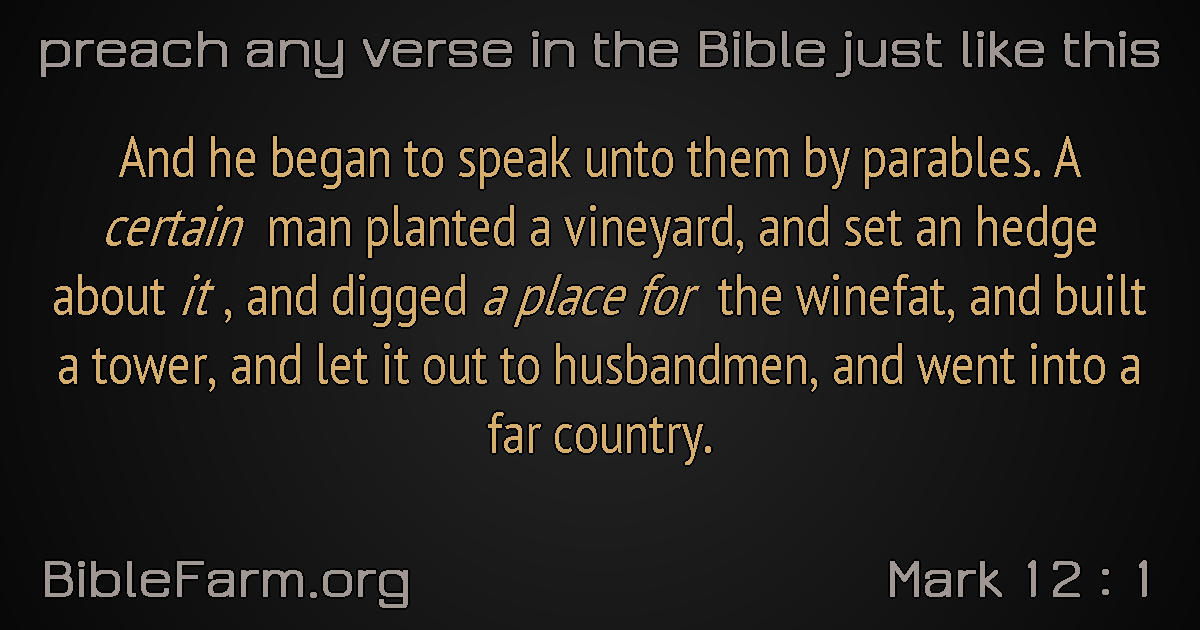 preach any verse in the Bible just like this
And he began to speak unto them by parables. A
certain man planted a vineyard, and set an hedge
about it , and digged a place for the winefat, and built
a tower, and let it out to husbandmen, and went into a
far country.
BibleFarm.org
Mark 12 : 1